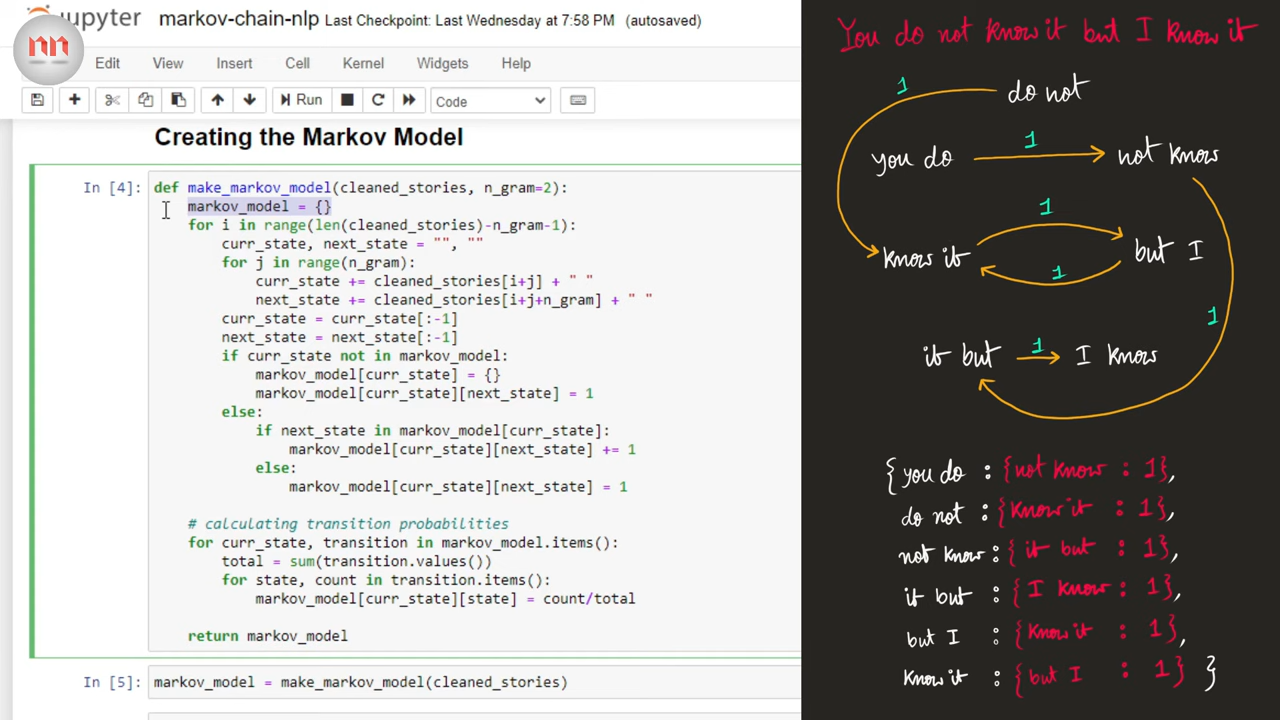 nn
jupyter markov-chain-nlp Last Checkpoint: Last Wednesday at 7:58 PM (autosaved)
Edit View Insert Cell Kernel Widgets Help
Run Code
Creating the Markov Model
In [4]: def make_markov_model(cleaned_stories, n_gram=2):
    markov_model = {}
    for i in range(len(cleaned_stories)-n_gram-1):
        curr_state, next_state = "", ""
        for j in range(n_gram):
            curr_state += cleaned_stories[i+j] + " "
            next_state += cleaned_stories[i+j+n_gram] + " "
        curr_state = curr_state[:-1]
        next_state = next_state[:-1]
        if curr_state not in markov_model:
            markov_model[curr_state] = {}
            markov_model[curr_state][next_state] = 1
        else:
            if next_state in markov_model[curr_state]:
                markov_model[curr_state][next_state] += 1
            else:
                markov_model[curr_state][next_state] = 1
    # calculating transition probabilities
    for curr_state, transition in markov_model.items():
        total = sum(transition.values())
        for state, count in transition.items():
            markov_model[curr_state][state] = count/total
    return markov_model
In [5]: markov_model = make_markov_model(cleaned_stories)
You do not know it but I know it
1 do not
you do 1 not know
1
know it but I
1
1
it but 1 I know
{you do : {not know : 1},
do not : {know it : 1},
not know : {it but : 1},
it but : {I know : 1},
but I : {know it : 1},
know it : {but I : 1} }